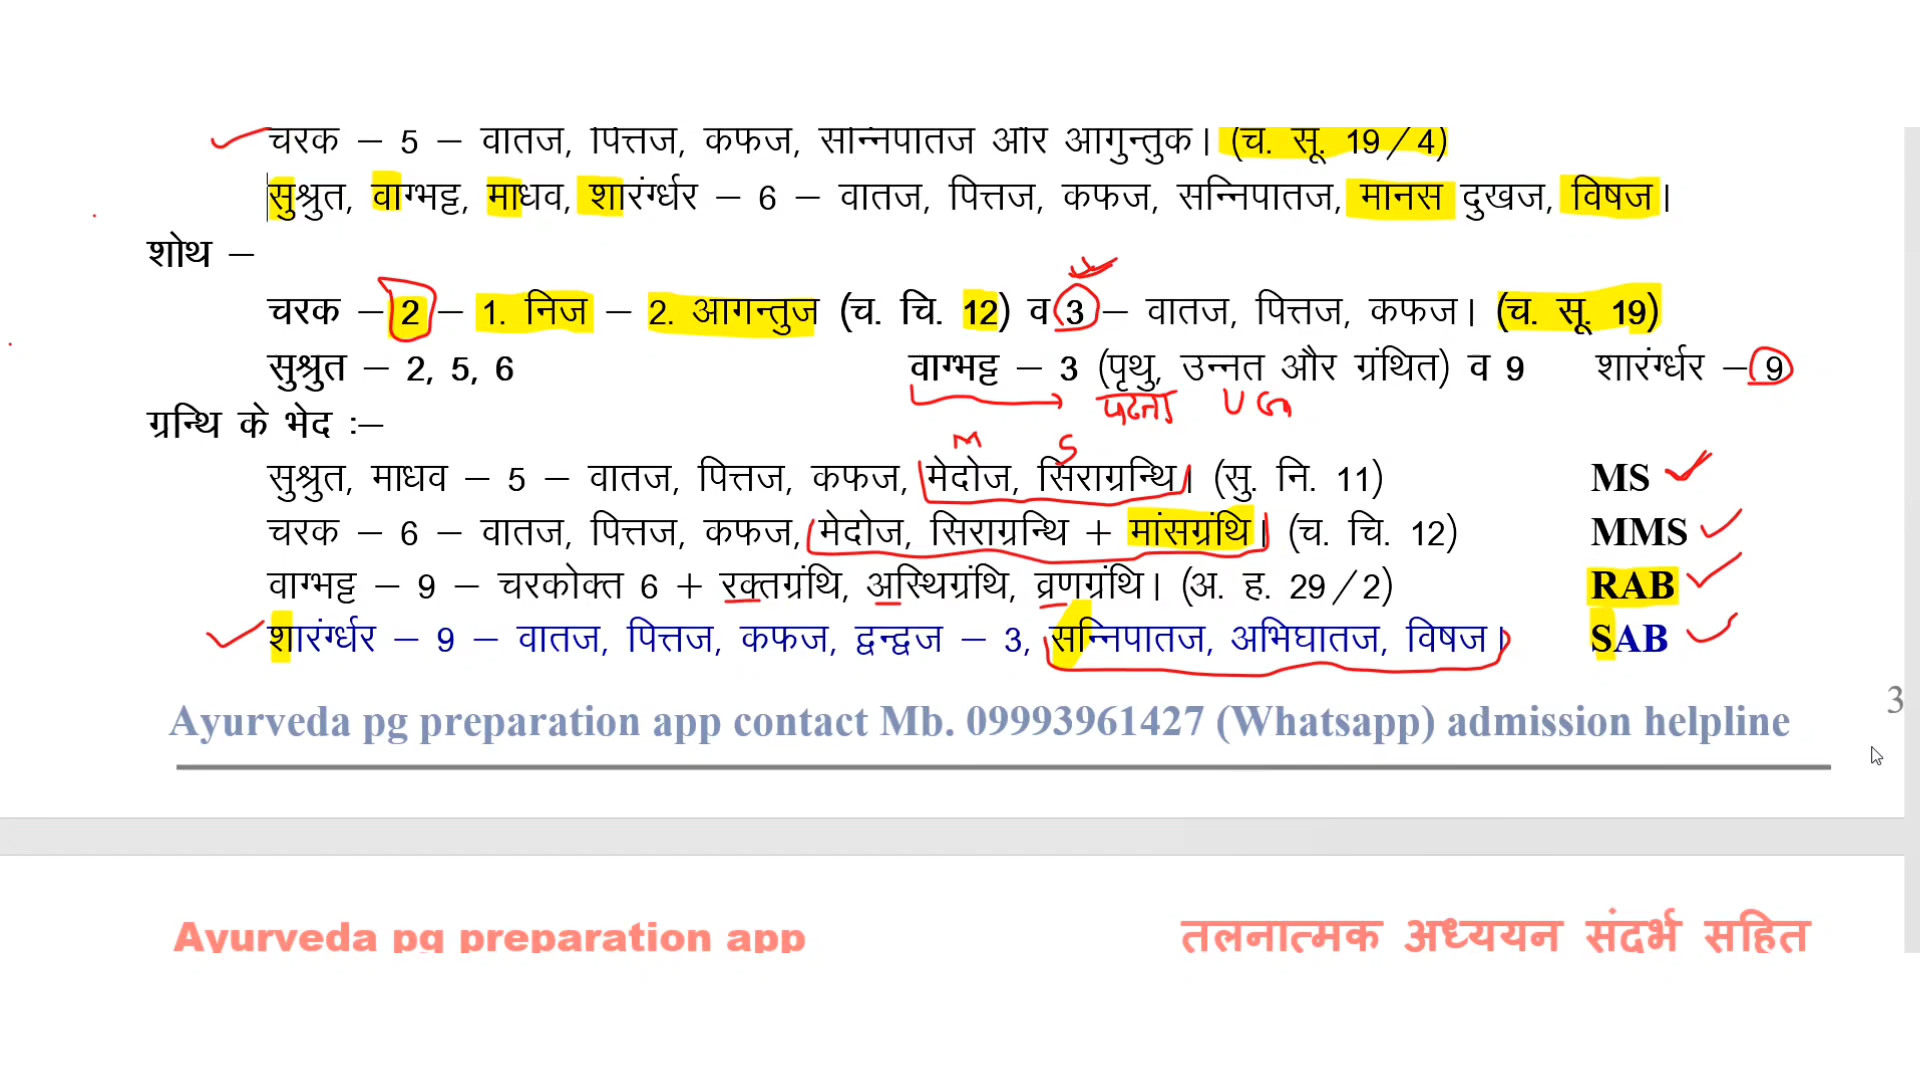 चरक – 5 – वातज, पित्तज, कफज, सन्निपातज और आगुन्तुक। (च. सू. 19/4)
सुश्रुत, वाग्भट्ट, माधव, शारंर्ग्धर – 6 – वातज, पित्तज, कफज, सन्निपातज, मानस दुखज, विषज।
शोथ –
चरक – 2 – 1. निज – 2. आगन्तुज (च. चि. 12) व 3 – वातज, पित्तज, कफज। (च. सू. 19)
सुश्रुत – 2, 5, 6 वाग्भट्ट – 3 (पृथु, उन्नत और ग्रंथित) व 9 शारंर्ग्धर – 9
ग्रन्थि के भेद :–
M S
सुश्रुत, माधव – 5 – वातज, पित्तज, कफज, मेदोज, सिराग्रन्थि। (सु. नि. 11) MS
चरक – 6 – वातज, पित्तज, कफज, मेदोज, सिराग्रन्थि + मांसग्रंथि। (च. चि. 12) MMS
वाग्भट्ट – 9 – चरकोक्त 6 + रक्तग्रंथि, अस्थिग्रंथि, व्रणग्रंथि। (अ. ह. 29/2) RAB
शारंर्ग्धर – 9 – वातज, पित्तज, कफज, द्वन्द्वज – 3, सन्निपातज, अभिघातज, विषज। SAB
Ayurveda pg preparation app contact Mb. 09993961427 (Whatsapp) admission helpline
3
Ayurveda pg preparation app तलनात्मक अध्ययन संदर्भ सहित